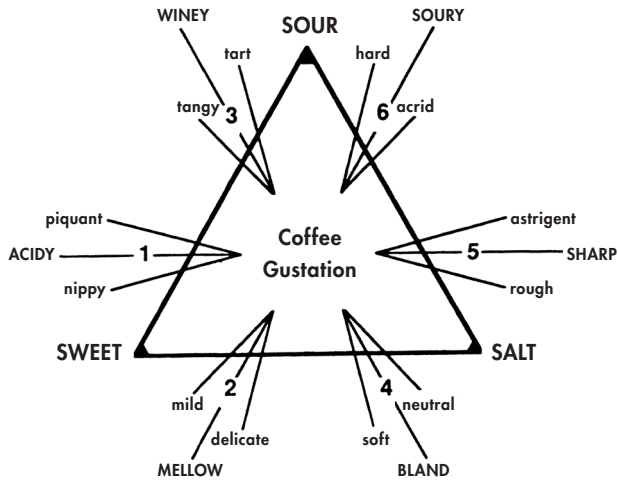 WINEY
SOURY
SOUR
tart
hard
tangy
3
6
acrid
piquant
astrigent
Coffee
ACIDY
1
5
SHARP
Gustation
nippy
rough
SWEET
SALT
mild
2
4
neutral
delicate
soft
MELLOW
BLAND